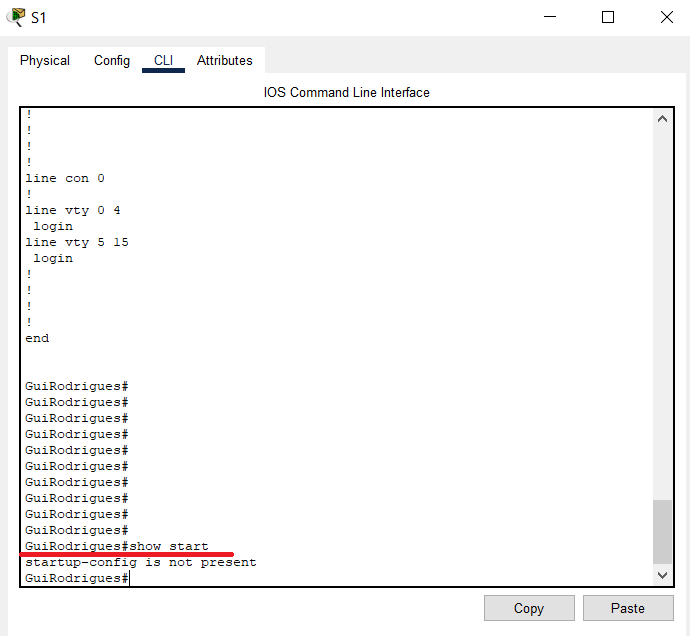 S1
Physical Config CLI Attributes
IOS Command Line Interface
!
!
!
!
line con 0
!
line vty 0 4
login
line vty 5 15
login
!
!
!
!
end
GuiRodrigues#
GuiRodrigues#
GuiRodrigues#
GuiRodrigues#
GuiRodrigues#
GuiRodrigues#
GuiRodrigues#
GuiRodrigues#
GuiRodrigues#
GuiRodrigues#
GuiRodrigues#show start
startup-config is not present
GuiRodrigues#
Copy Paste